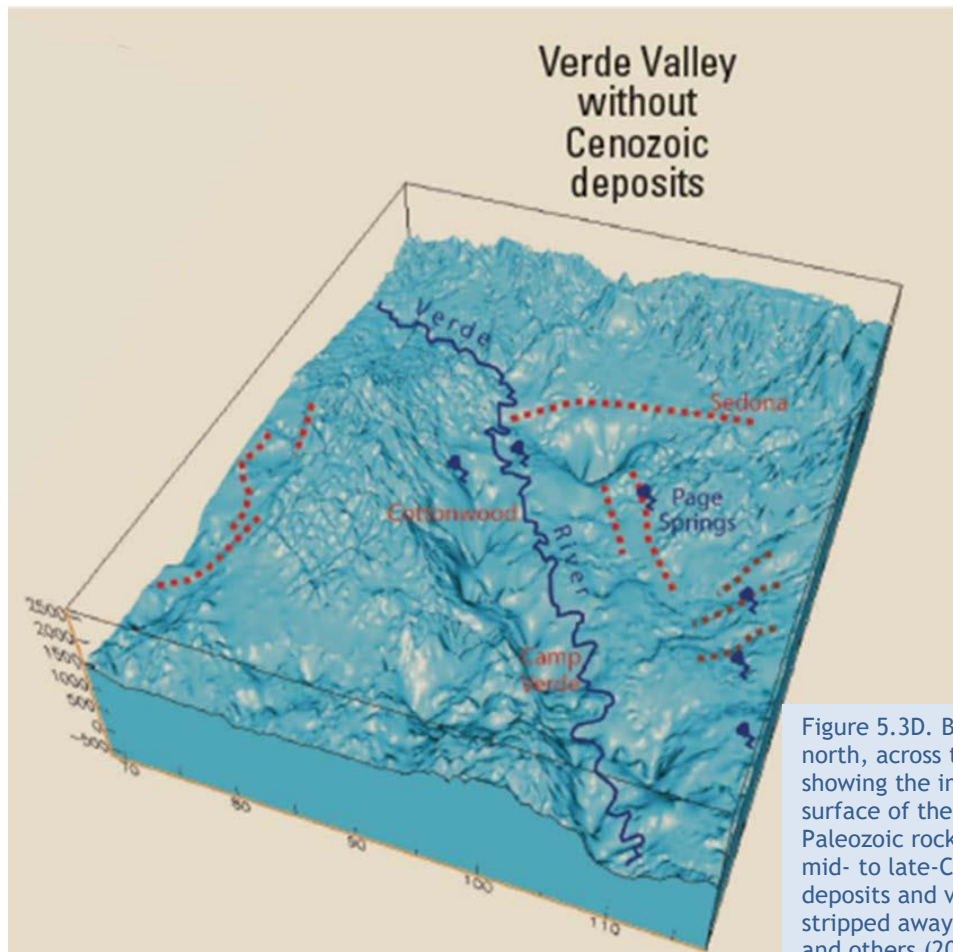 Verde Valley
without
Cenozoic
deposits
Verde
Sedona
Page
Springs
Cottonwood
River
Camp
Verde
2500
2000
1500
1000
500
0
-500
70
80
90
100
110
Figure 5.3D. B
north, across t
showing the in
surface of the
Paleozoic rock
mid- to late-C
deposits and v
stripped away
and others (20